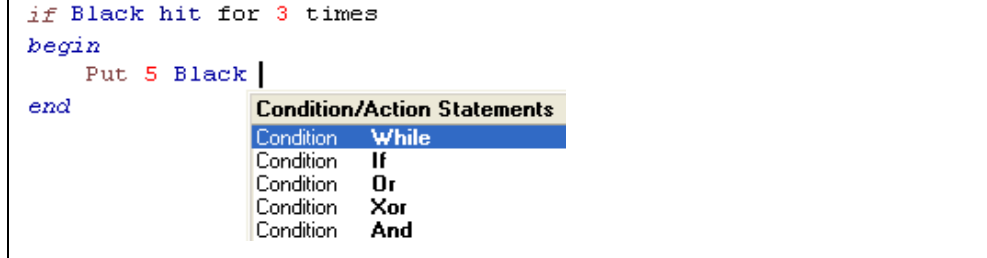 if Black hit for 3 times
begin
Put 5 Black
end
Condition/Action Statements
Condition While
Condition If
Condition Or
Condition Xor
Condition And